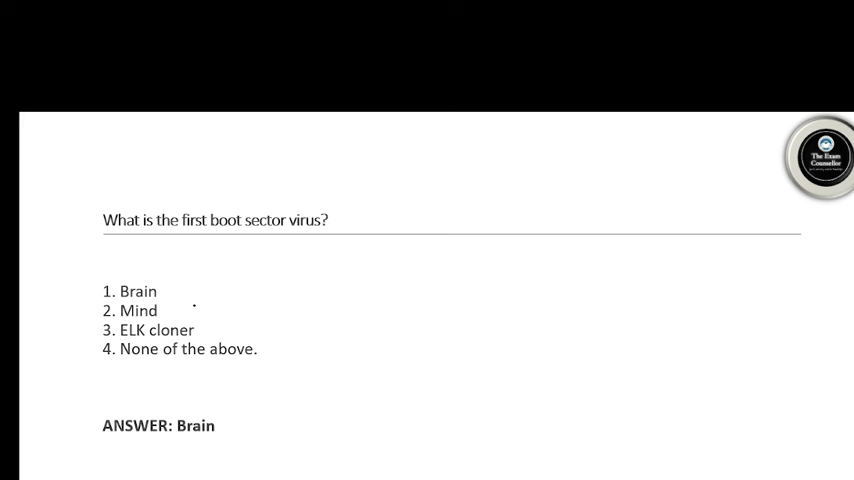 The Exam
Counsellor
What is the first boot sector virus?
1. Brain
2. Mind
3. ELK cloner
4. None of the above.
ANSWER: Brain